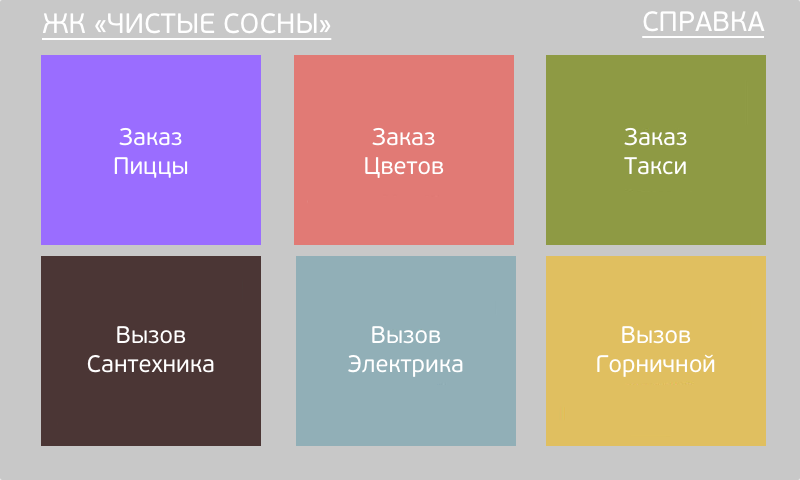 ЖК «ЧИСТЫЕ СОСНЫ»
СПРАВКА
Заказ
Пиццы
Заказ
Цветов
Заказ
Такси
Вызов
Сантехника
Вызов
Электрика
Вызов
Горничной